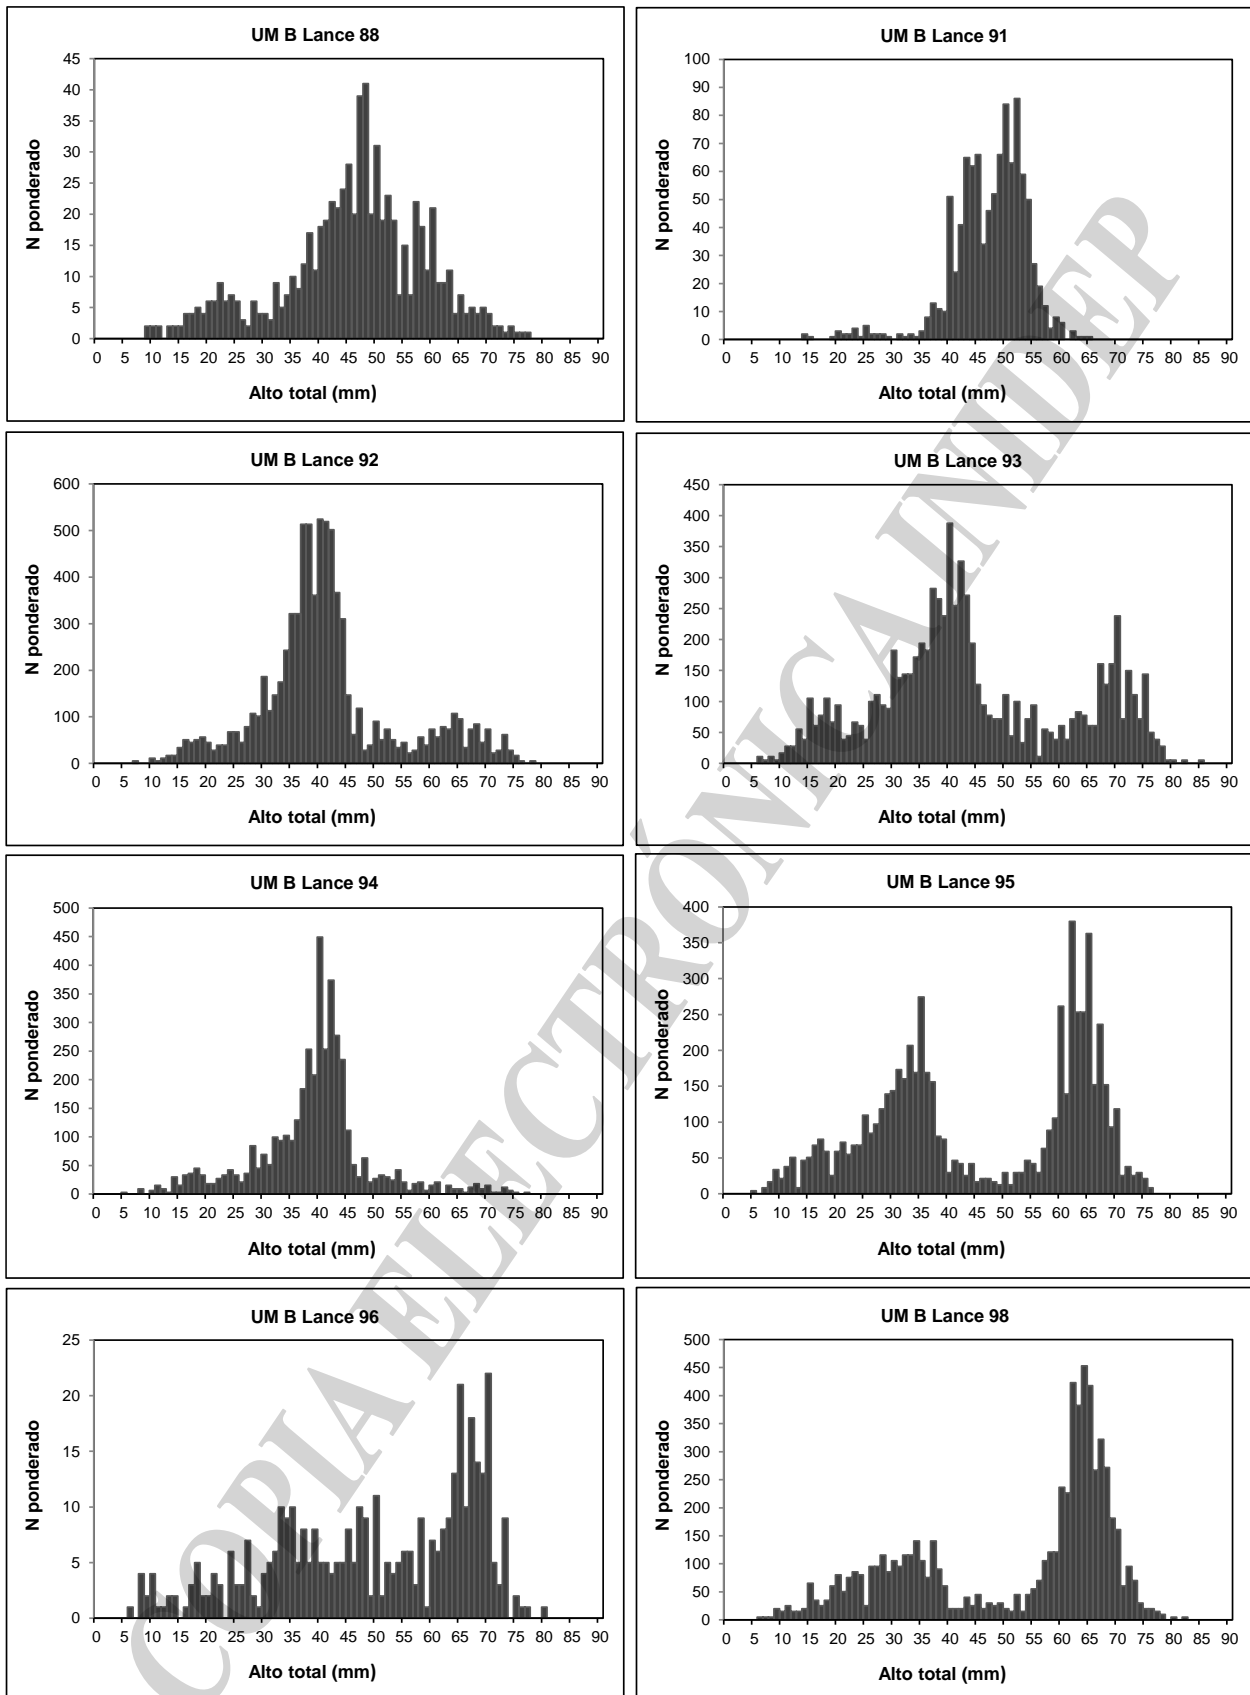 UM B Lance 88
45
40
35
30
25
20
15
10
5
0
N ponderado
0 5 10 15 20 25 30 35 40 45 50 55 60 65 70 75 80 85 90
Alto total (mm)
UM B Lance 91
100
90
80
70
60
50
40
30
20
10
0
N ponderado
0 5 10 15 20 25 30 35 40 45 50 55 60 65 70 75 80 85 90
Alto total (mm)
UM B Lance 92
600
500
400
300
200
100
0
N ponderado
0 5 10 15 20 25 30 35 40 45 50 55 60 65 70 75 80 85 90
Alto total (mm)
UM B Lance 93
450
400
350
300
250
200
150
100
50
0
N ponderado
0 5 10 15 20 25 30 35 40 45 50 55 60 65 70 75 80 85 90
Alto total (mm)
UM B Lance 94
500
450
400
350
300
250
200
150
100
50
0
N ponderado
0 5 10 15 20 25 30 35 40 45 50 55 60 65 70 75 80 85 90
Alto total (mm)
UM B Lance 95
400
350
300
250
200
150
100
50
0
N ponderado
0 5 10 15 20 25 30 35 40 45 50 55 60 65 70 75 80 85 90
Alto total (mm)
UM B Lance 96
25
20
15
10
5
0
N ponderado
0 5 10 15 20 25 30 35 40 45 50 55 60 65 70 75 80 85 90
Alto total (mm)
UM B Lance 98
500
450
400
350
300
250
200
150
100
50
0
N ponderado
0 5 10 15 20 25 30 35 40 45 50 55 60 65 70 75 80 85 90
Alto total (mm)
COPIA ELECTRÓNICA INIDEP